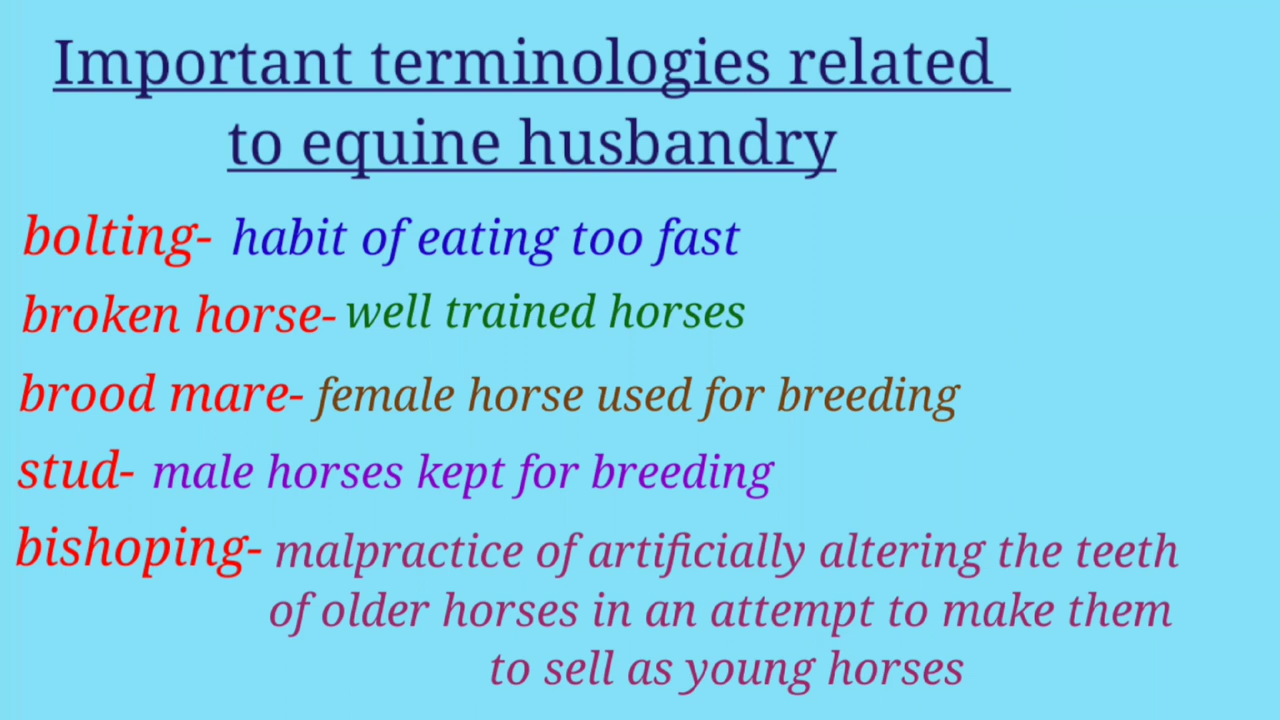 Important terminologies related
to equine husbandry
bolting- habit of eating too fast
broken horse- well trained horses
brood mare- female horse used for breeding
stud- male horses kept for breeding
bishoping- malpractice of artificially altering the teeth
of older horses in an attempt to make them
to sell as young horses